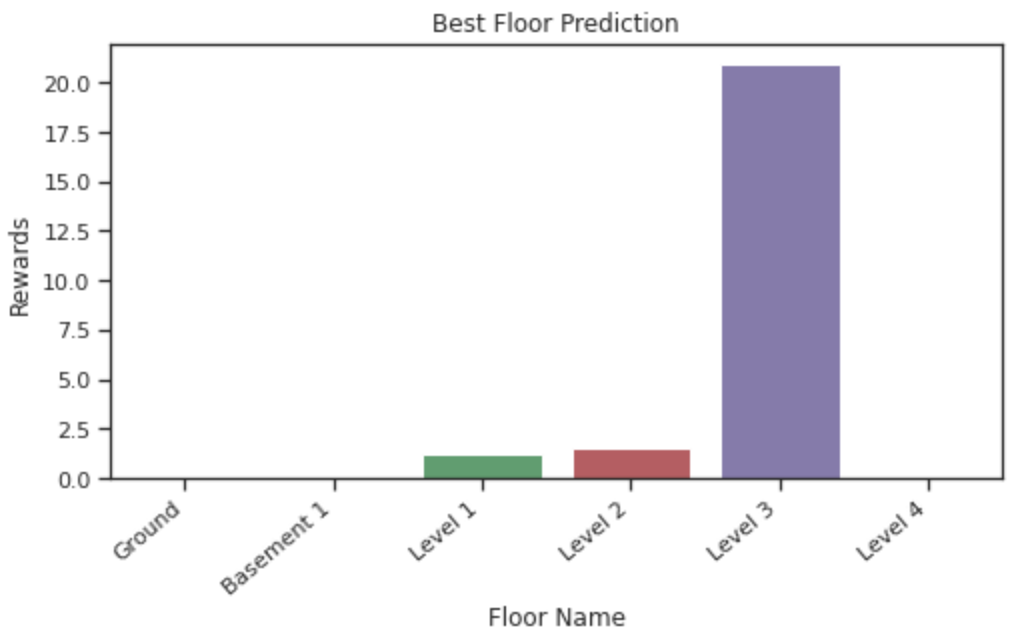 Best Floor Prediction
20.0
17.5
15.0
12.5
10.0
7.5
5.0
2.5
0.0
Rewards
Ground
Basement 1
Level 1
Level 2
Level 3
Level 4
Floor Name